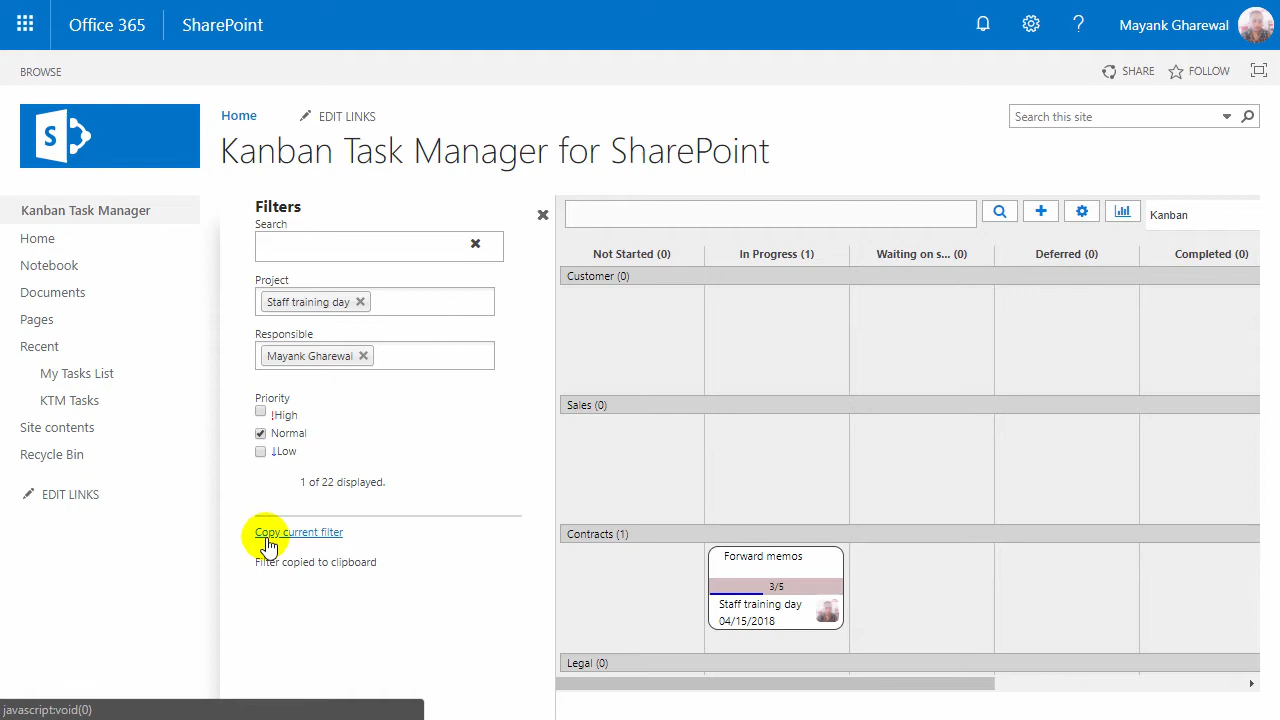 Office 365
SharePoint
?
Mayank Gharewal
BROWSE
SHARE
FOLLOW
S
Home
EDIT LINKS
Search this site
Kanban Task Manager for SharePoint
Kanban Task Manager
Home
Notebook
Documents
Pages
Recent
My Tasks List
KTM Tasks
Site contents
Recycle Bin
EDIT LINKS
Filters
Search
Project
Staff training day
Responsible
Mayank Gharewal
Priority
!High
Normal
↓Low
1 of 22 displayed.
Copy current filter
Filter copied to clipboard
Kanban
Not Started (0)
In Progress (1)
Waiting on s... (0)
Deferred (0)
Completed (0)
Customer (0)
Sales (0)
Contracts (1)
Forward memos
3/5
Staff training day
04/15/2018
Legal (0)
javascript:void(0)